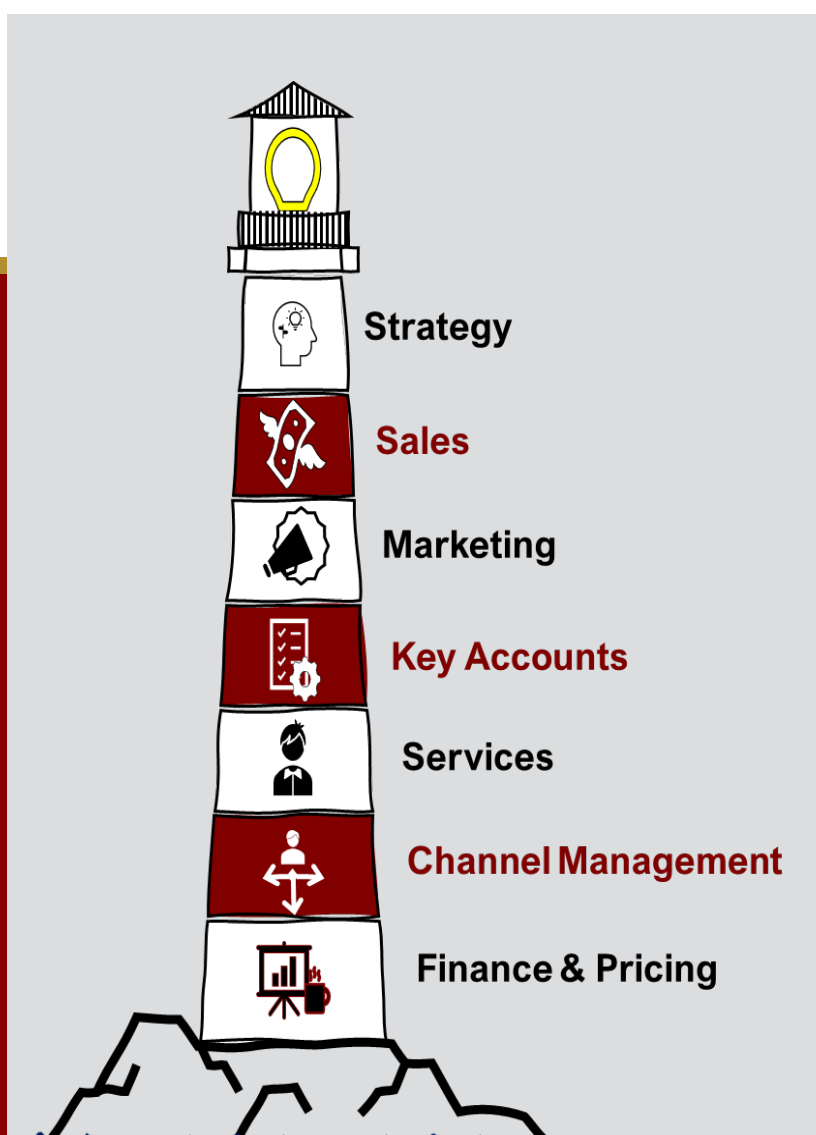 Strategy
Sales
Marketing
Key Accounts
Services
Channel Management
Finance & Pricing